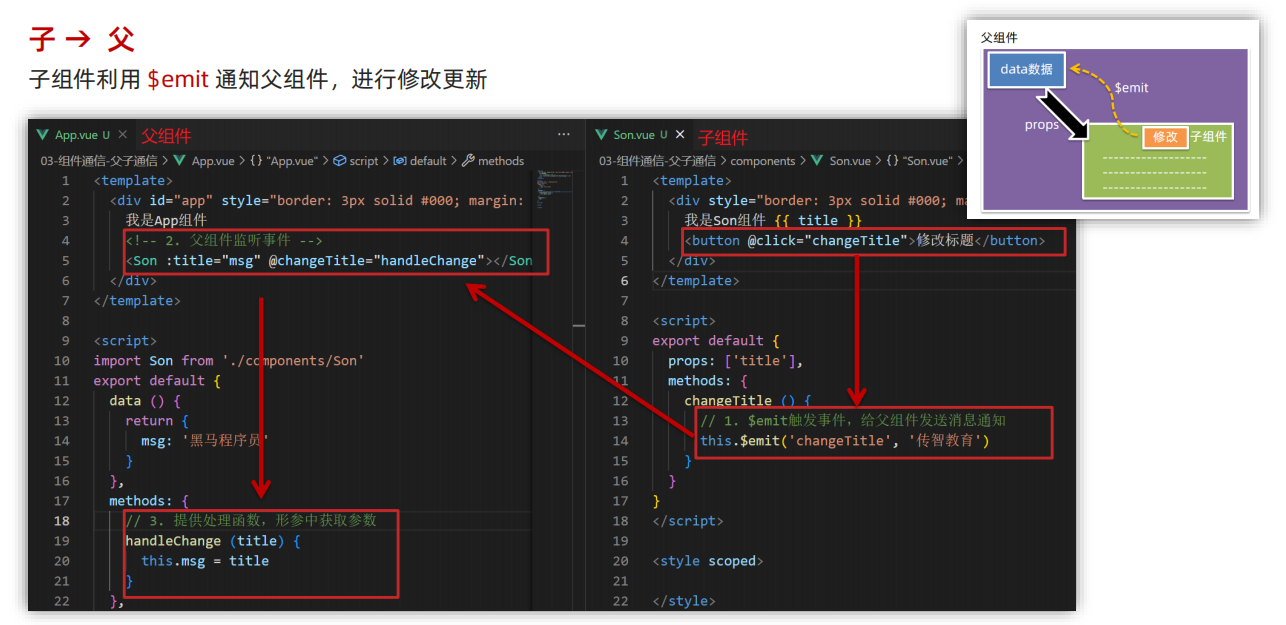 子 → 父
子组件利用 $emit 通知父组件，进行修改更新
父组件
data数据
$emit
props
修改
子组件
App.vue U × 父组件 ···
03-组件通信-父子通信 > App.vue > {} "App.vue" > script > default > methods
1 <template>
2 <div id="app" style="border: 3px solid #000; margin:
3 我是App组件
4 <!-- 2. 父组件监听事件 -->
5 <Son :title="msg" @changeTitle="handleChange"></Son
6 </div>
7 </template>
8
9 <script>
10 import Son from './components/Son'
11 export default {
12 data () {
13 return {
14 msg: '黑马程序员'
15 }
16 },
17 methods: {
18 // 3. 提供处理函数，形参中获取参数
19 handleChange (title) {
20 this.msg = title
21 }
22 },
Son.vue U × 子组件
03-组件通信-父子通信 > components > Son.vue > {} "Son.vue" >
1 <template>
2 <div style="border: 3px solid #000; ma
3 我是Son组件 {{ title }}
4 <button @click="changeTitle">修改标题</button>
5 </div>
6 </template>
7
8 <script>
9 export default {
10 props: ['title'],
11 methods: {
12 changeTitle () {
13 // 1. $emit触发事件，给父组件发送消息通知
14 this.$emit('changeTitle', '传智教育')
15 }
16 }
17 }
18 </script>
19
20 <style scoped>
21
22 </style>